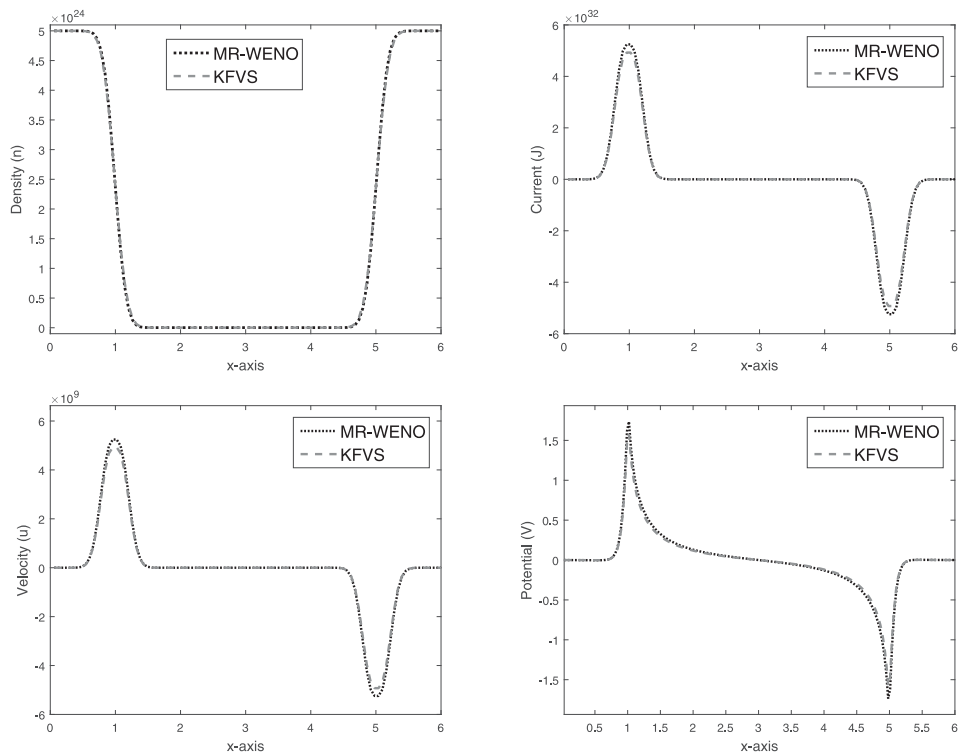 ×10^24
5
4.5
4
3.5
3
2.5
2
1.5
1
0.5
0
Density (n)
0 1 2 3 4 5 6
x-axis
MR-WENO
KFVS
×10^32
6
4
2
0
-2
-4
-6
Current (J)
0 1 2 3 4 5 6
x-axis
MR-WENO
KFVS
×10^9
6
4
2
0
-2
-4
-6
Velocity (u)
0 1 2 3 4 5 6
x-axis
MR-WENO
KFVS
1.5
1
0.5
0
-0.5
-1
-1.5
Potential (V)
0.5 1 1.5 2 2.5 3 3.5 4 4.5 5 5.5 6
x-axis
MR-WENO
KFVS